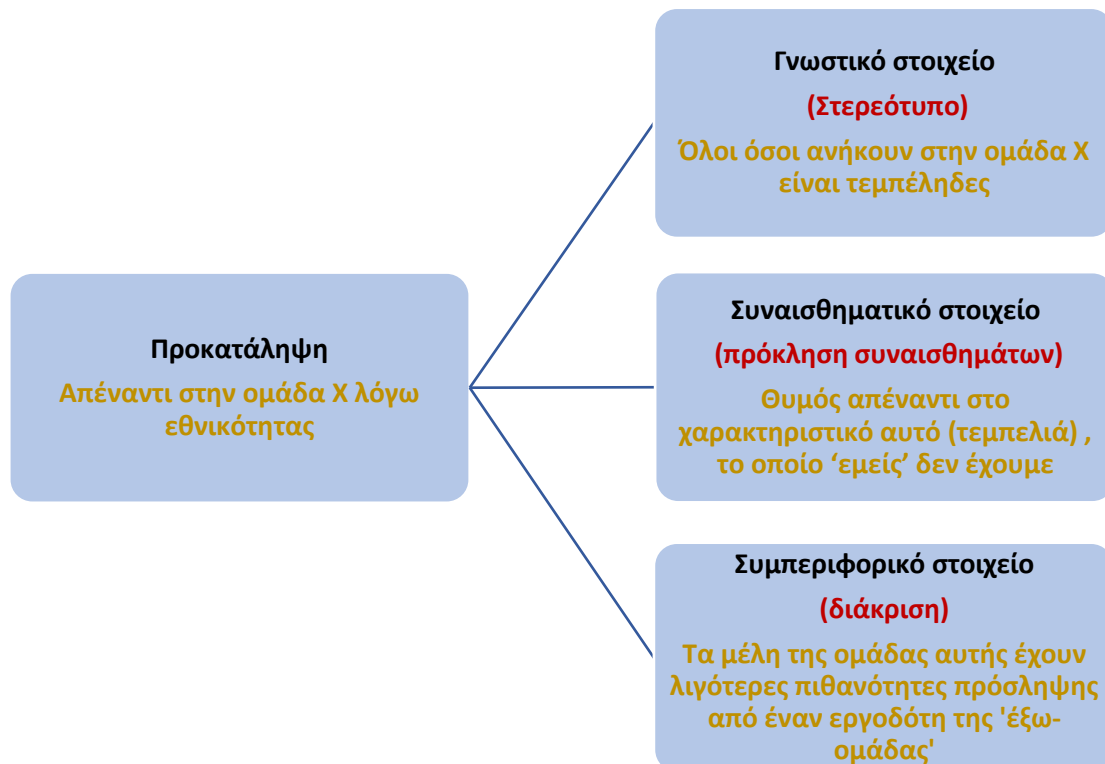 Γνωστικό στοιχείο
(Στερεότυπο)
Όλοι όσοι ανήκουν στην ομάδα Χ
είναι τεμπέληδες
Προκατάληψη
Απέναντι στην ομάδα Χ λόγω
εθνικότητας
Συναισθηματικό στοιχείο
(πρόκληση συναισθημάτων)
Θυμός απέναντι στο
χαρακτηριστικό αυτό (τεμπελιά) ,
το οποίο ‘εμείς’ δεν έχουμε
Συμπεριφορικό στοιχείο
(διάκριση)
Τα μέλη της ομάδας αυτής έχουν
λιγότερες πιθανότητες πρόσληψης
από έναν εργοδότη της 'έξω-
ομάδας'